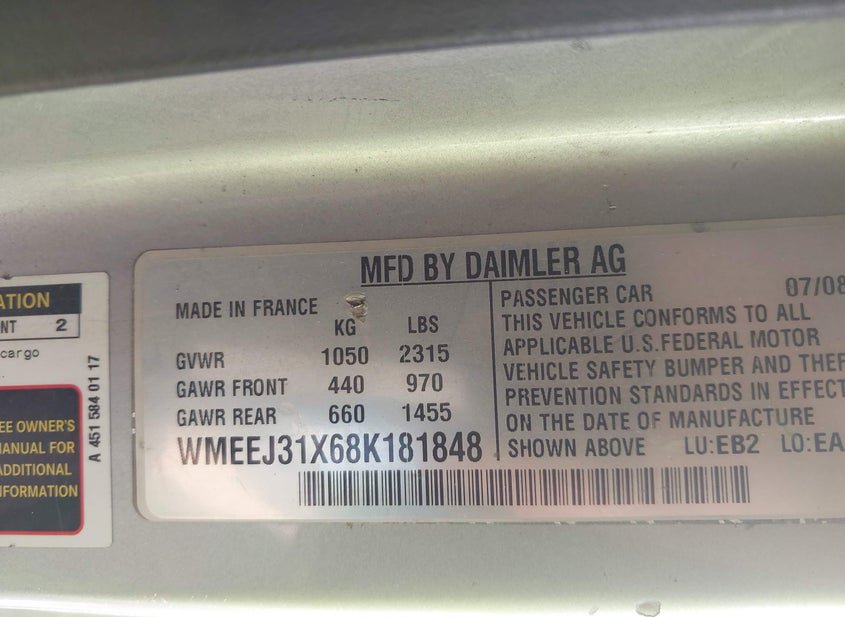 MFD BY DAIMLER AG
MADE IN FRANCE
KG LBS
GVWR 1050 2315
GAWR FRONT 440 970
GAWR REAR 660 1455
WMEEJ31X68K181848
PASSENGER CAR 07/08
THIS VEHICLE CONFORMS TO ALL
APPLICABLE U.S.FEDERAL MOTOR
VEHICLE SAFETY BUMPER AND THEF
PREVENTION STANDARDS IN EFFECT
ON THE DATE OF MANUFACTURE
SHOWN ABOVE LU:EB2 LO:EA
ATION
NT 2
cargo
A 451 584 01 17
EE OWNER'S
MANUAL FOR
ADDITIONAL
NFORMATION